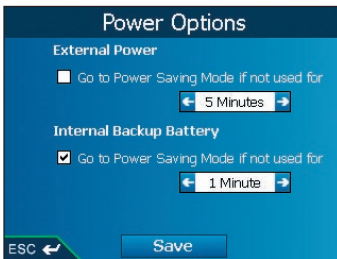 Power Options
External Power
Go to Power Saving Mode if not used for
5 Minutes
Internal Backup Battery
Go to Power Saving Mode if not used for
1 Minute
ESC Save